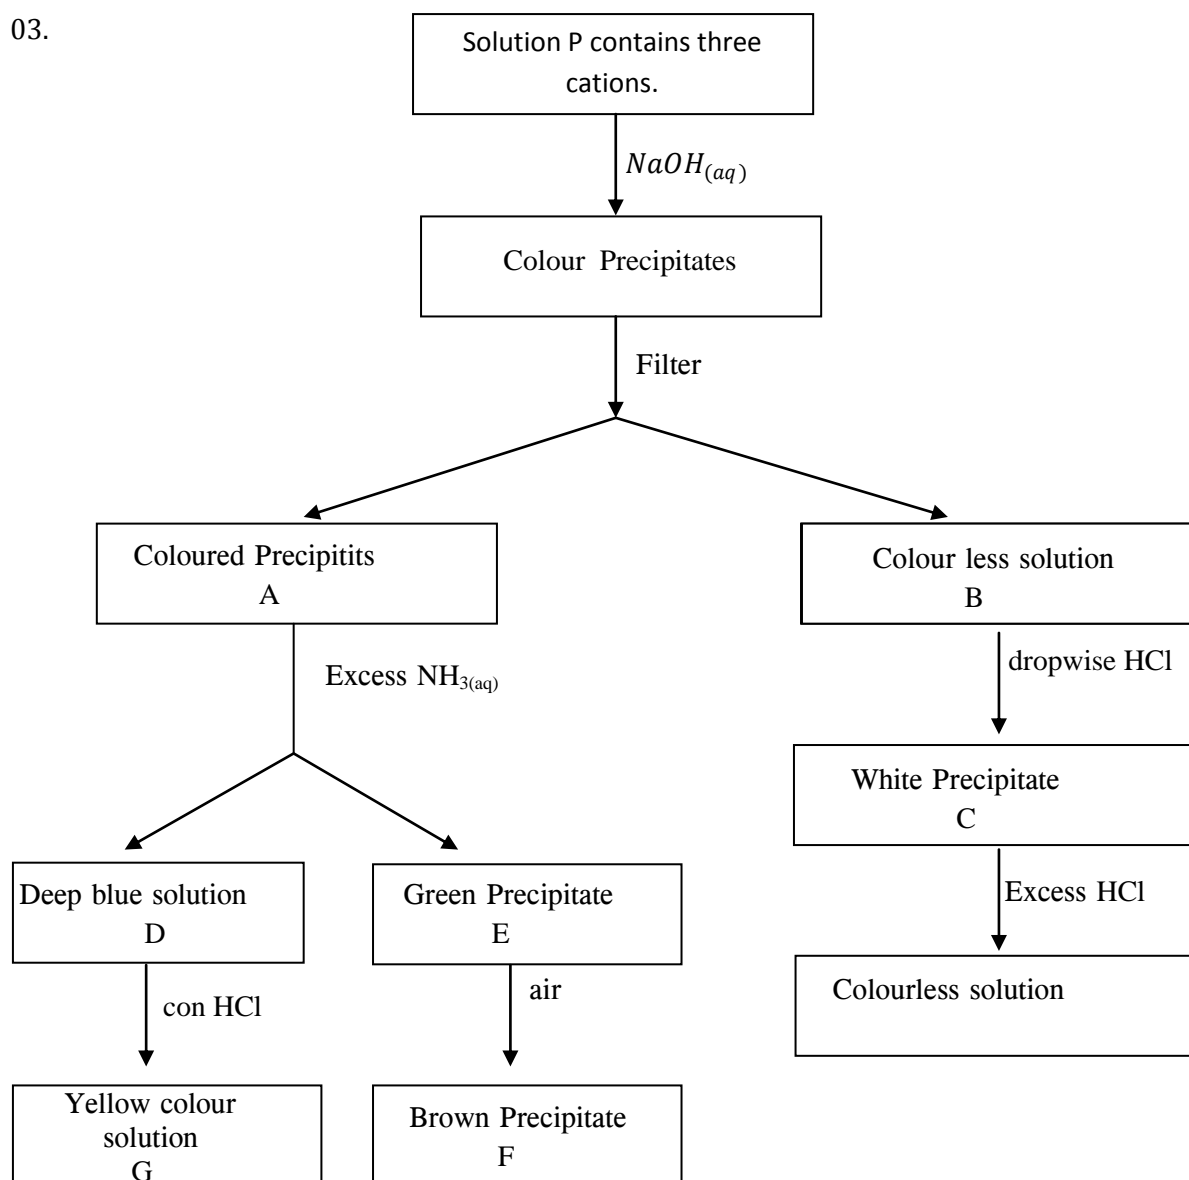 03.
Solution P contains three
cations.
NaOH(aq)
Colour Precipitates
Filter
Coloured Precipitits
A
Colour less solution
B
Excess NH3(aq)
dropwise HCl
White Precipitate
C
Deep blue solution
D
Green Precipitate
E
Excess HCl
con HCl
air
Colourless solution
Yellow colour
solution
G
Brown Precipitate
F